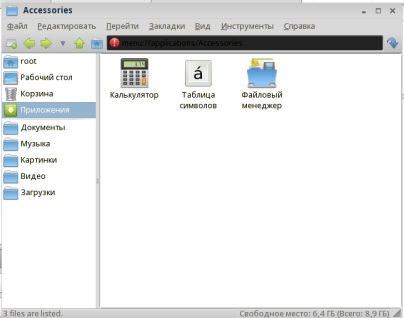 Accessories
Файл Редактировать Перейти Закладки Вид Инструменты Справка
menu://applications/Accessories
root
Рабочий стол
Корзина
Приложения
Документы
Музыка
Картинки
Видео
Загрузки
Калькулятор
á
Таблица
символов
Файловый
менеджер
3 files are listed.
Свободное место: 6,4 ГБ (Всего: 8,9 ГБ)